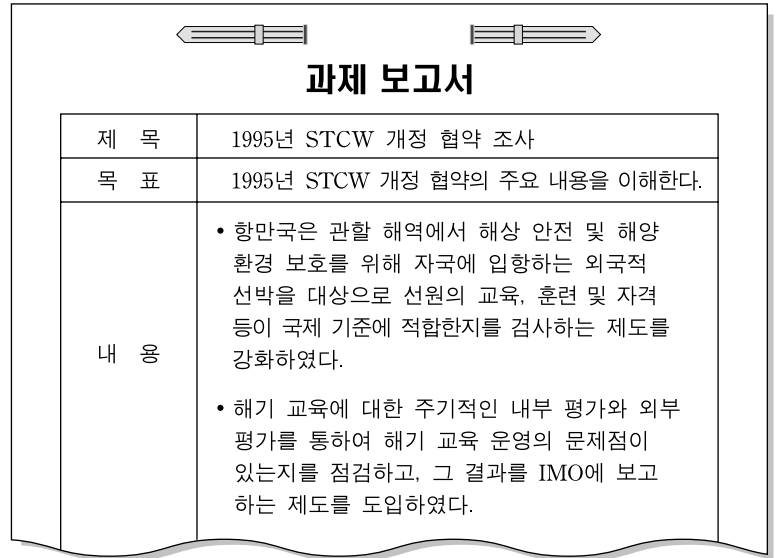 과제 보고서
제 목 1995년 STCW 개정 협약 조사
목 표 1995년 STCW 개정 협약의 주요 내용을 이해한다.
내 용
• 항만국은 관할 해역에서 해상 안전 및 해양
환경 보호를 위해 자국에 입항하는 외국적
선박을 대상으로 선원의 교육, 훈련 및 자격
등이 국제 기준에 적합한지를 검사하는 제도를
강화하였다.
• 해기 교육에 대한 주기적인 내부 평가와 외부
평가를 통하여 해기 교육 운영의 문제점이
있는지를 점검하고, 그 결과를 IMO에 보고
하는 제도를 도입하였다.